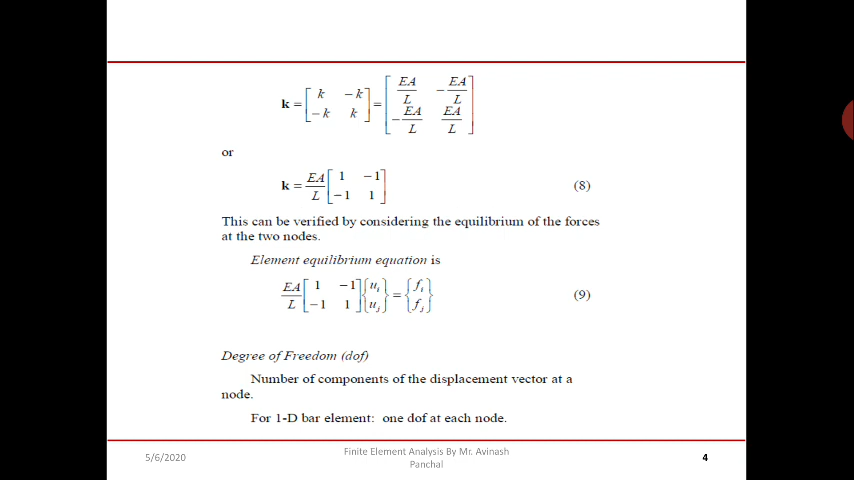 k = [ k −k −k k ] = [ EA/L −EA/L −EA/L EA/L ]
or
k = EA/L [ 1 −1 −1 1 ] (8)
This can be verified by considering the equilibrium of the forces
at the two nodes.
Element equilibrium equation is
EA/L [ 1 −1 −1 1 ] { u_i u_j } = { f_i f_j } (9)
Degree of Freedom (dof)
Number of components of the displacement vector at a
node.
For 1-D bar element: one dof at each node.
5/6/2020
Finite Element Analysis By Mr. Avinash
Panchal
4